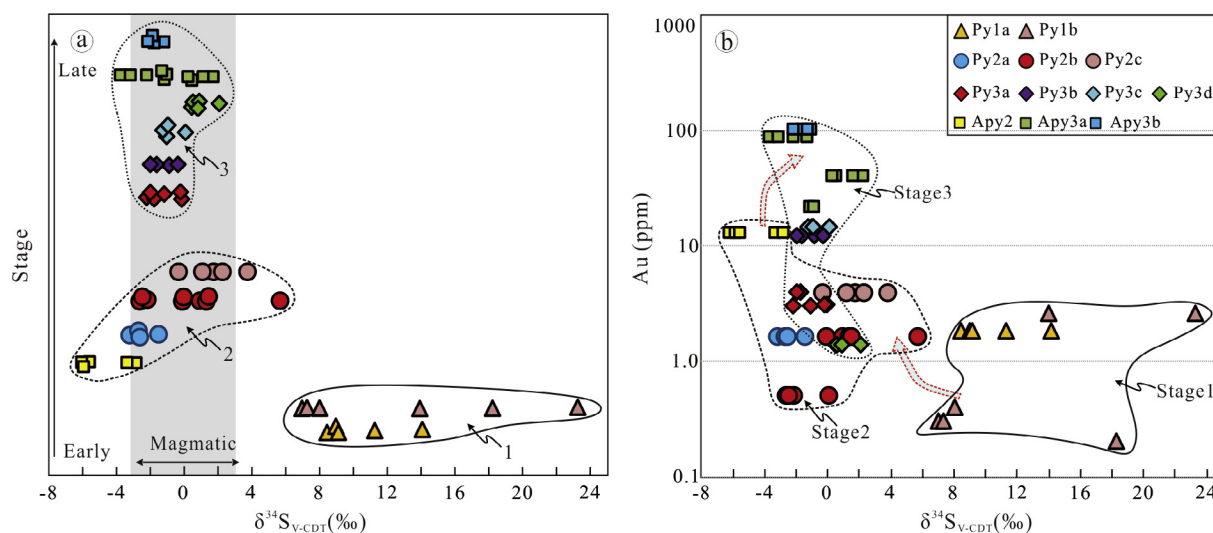 a
Late
Stage
Early
Magmatic
3
2
1
-8 -4 0 4 8 12 16 20 24
δ³⁴S V-CDT(‰)
b
1000
100
10
1.0
0.1
Au (ppm)
Py1a Py1b
Py2a Py2b Py2c
Py3a Py3b Py3c Py3d
Apy2 Apy3a Apy3b
Stage3
Stage2
Stage1
-8 -4 0 4 8 12 16 20 24
δ³⁴S V-CDT(‰)